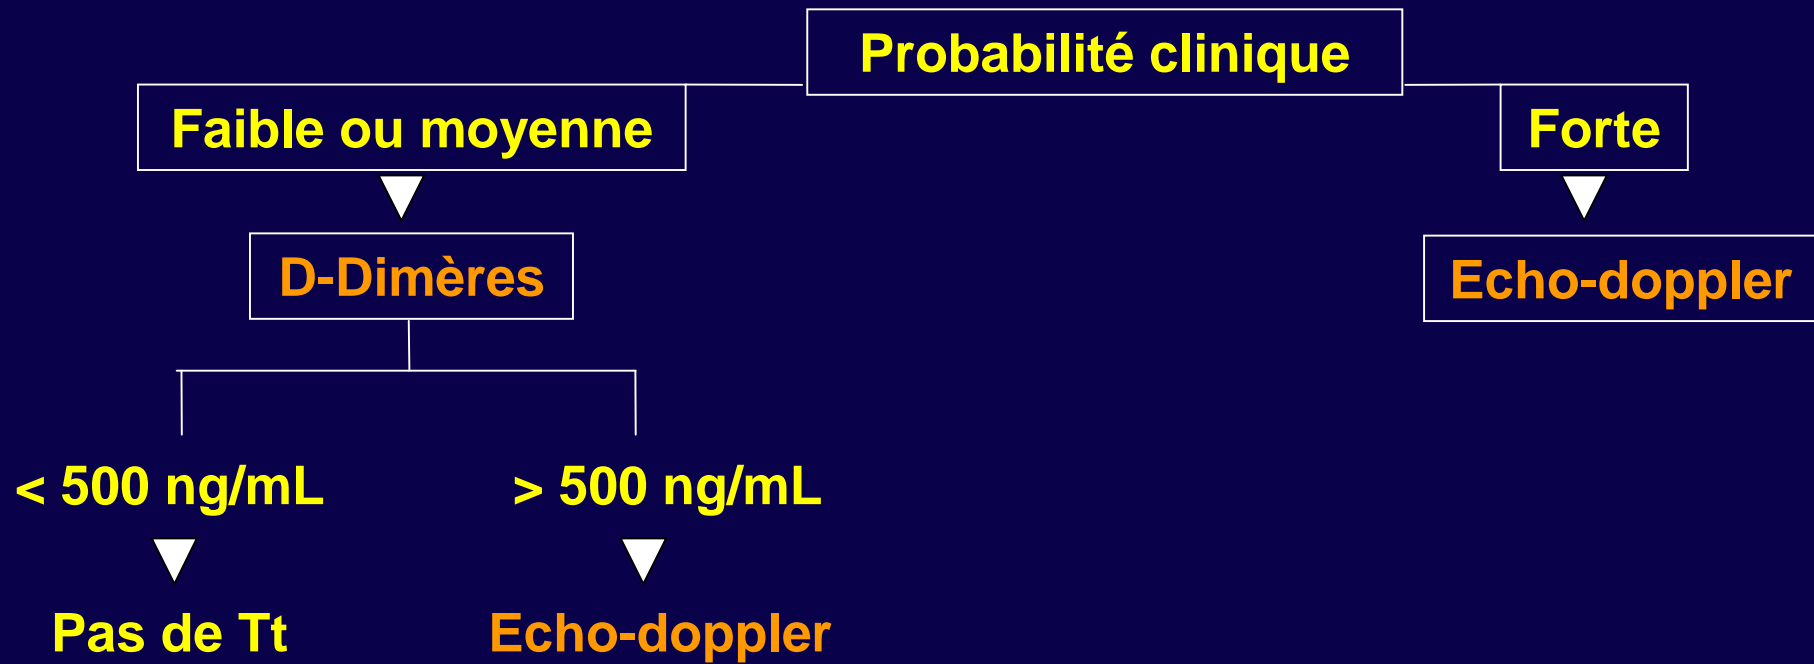 Probabilité clinique
Faible ou moyenne
Forte
D-Dimères
Echo-doppler
< 500 ng/mL
> 500 ng/mL
Pas de Tt
Echo-doppler